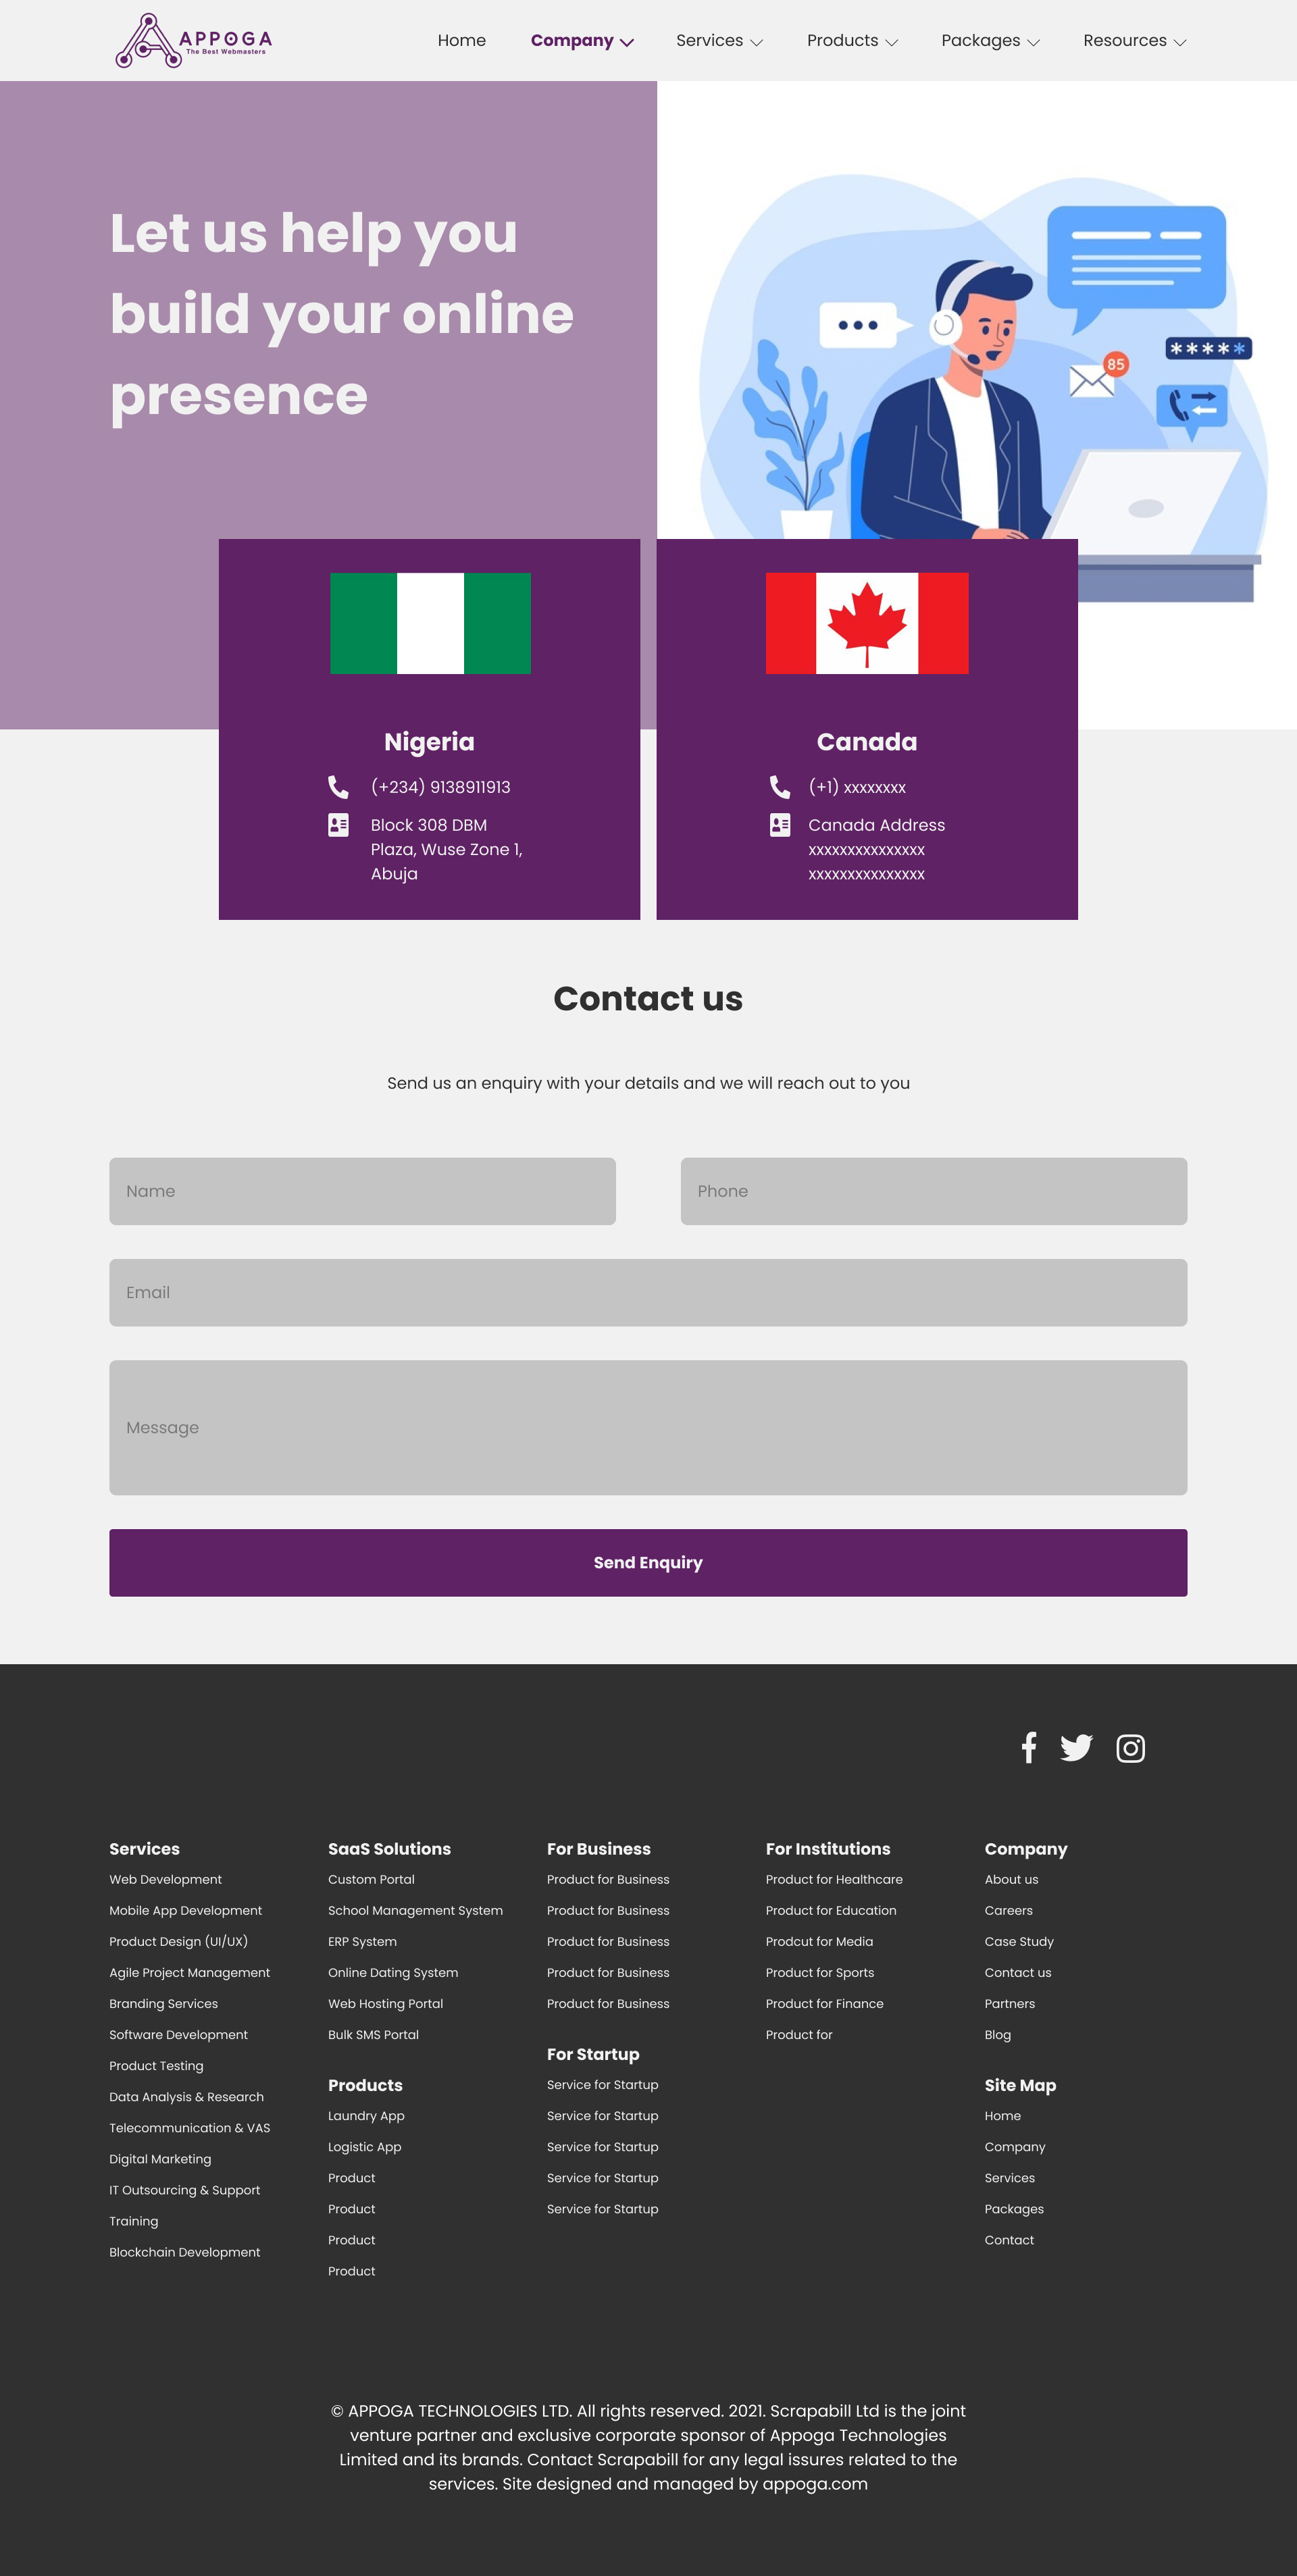 APPOGA
The Best Webmasters
Home
Company
Services
Products
Packages
Resources
Let us help you
build your online
presence
*****
85
Nigeria
(+234) 9138911913
Block 308 DBM
Plaza, Wuse Zone 1,
Abuja
Canada
(+1) xxxxxxxx
Canada Address
xxxxxxxxxxxxxxx
xxxxxxxxxxxxxxx
Contact us
Send us an enquiry with your details and we will reach out to you
Name
Phone
Email
Message
Send Enquiry
Services
Web Development
Mobile App Development
Product Design (UI/UX)
Agile Project Management
Branding Services
Software Development
Product Testing
Data Analysis & Research
Telecommunication & VAS
Digital Marketing
IT Outsourcing & Support
Training
Blockchain Development
SaaS Solutions
Custom Portal
School Management System
ERP System
Online Dating System
Web Hosting Portal
Bulk SMS Portal
Products
Laundry App
Logistic App
Product
Product
Product
Product
For Business
Product for Business
Product for Business
Product for Business
Product for Business
Product for Business
For Startup
Service for Startup
Service for Startup
Service for Startup
Service for Startup
Service for Startup
For Institutions
Product for Healthcare
Product for Education
Prodcut for Media
Product for Sports
Product for Finance
Product for
Company
About us
Careers
Case Study
Contact us
Partners
Blog
Site Map
Home
Company
Services
Packages
Contact
© APPOGA TECHNOLOGIES LTD. All rights reserved. 2021. Scrapabill Ltd is the joint
venture partner and exclusive corporate sponsor of Appoga Technologies
Limited and its brands. Contact Scrapabill for any legal issures related to the
services. Site designed and managed by appoga.com